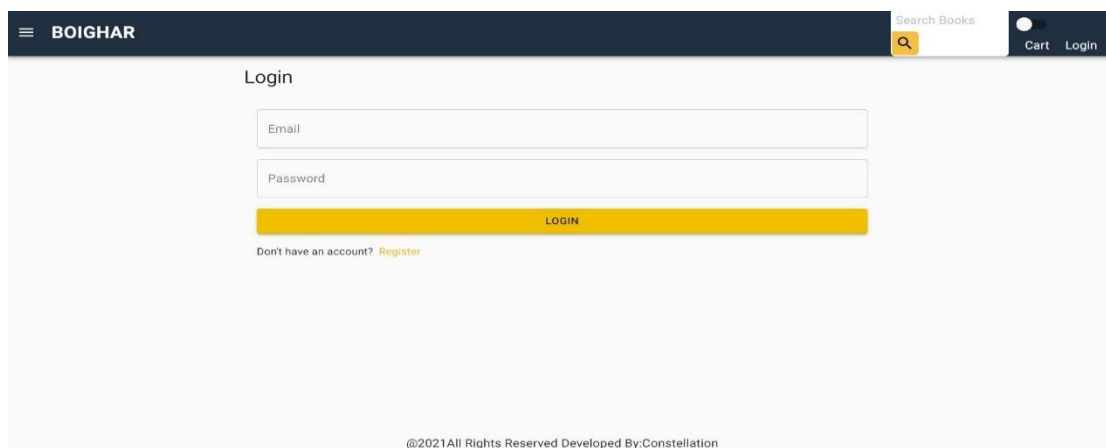 BOIGHAR
Search Books
Cart Login
Login
Email
Password
LOGIN
Don't have an account? Register
@2021All Rights Reserved Developed By:Constellation